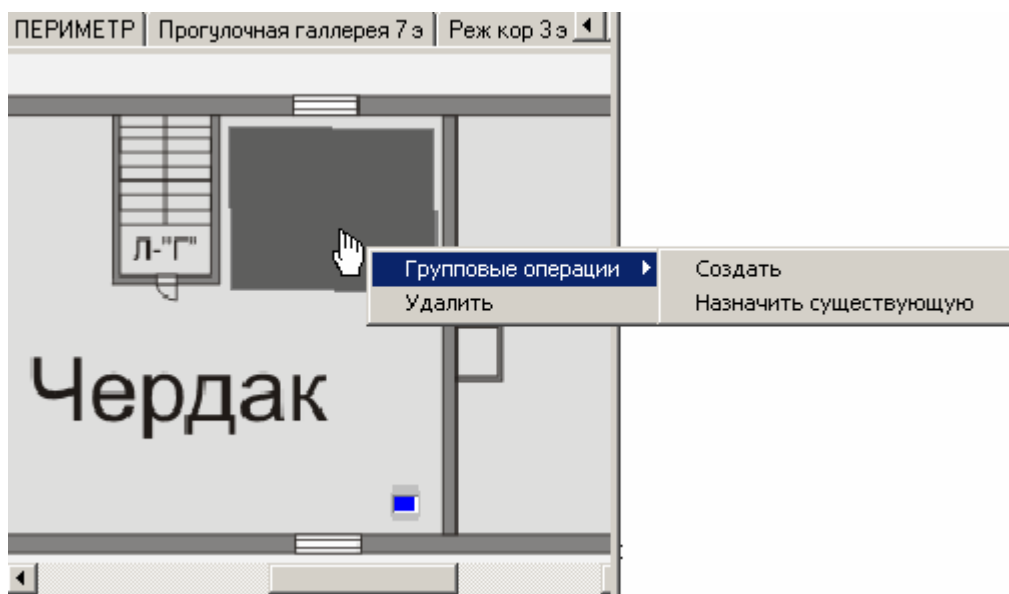 ПЕРИМЕТР Прогулочная галлерея 7 э Реж кор 3 э
Л-"Г"
Групповые операции Создать
Удалить Назначить существующую
Чердак